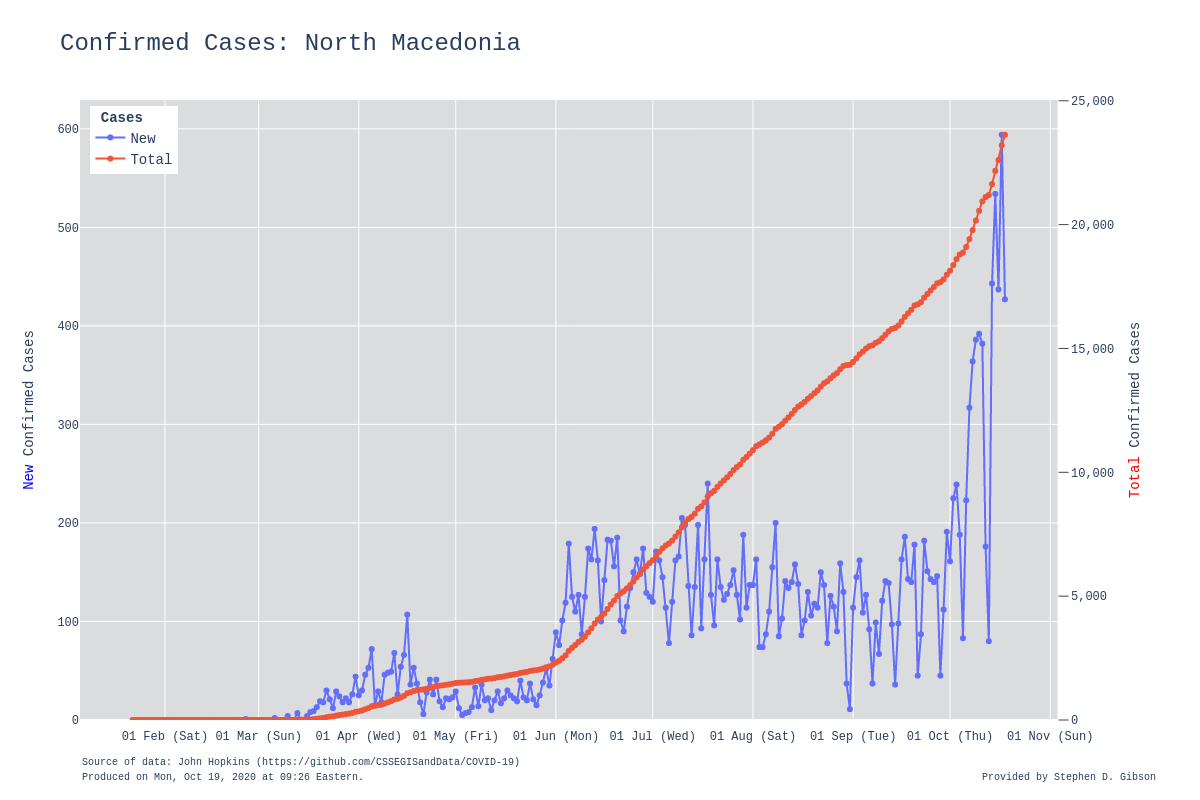 Confirmed Cases: North Macedonia
Cases
New
Total
600
500
400
300
200
100
0
25,000
20,000
15,000
10,000
5,000
0
New Confirmed Cases
Total Confirmed Cases
01 Feb (Sat) 01 Mar (Sun) 01 Apr (Wed) 01 May (Fri) 01 Jun (Mon) 01 Jul (Wed) 01 Aug (Sat) 01 Sep (Tue) 01 Oct (Thu) 01 Nov (Sun)
Source of data: John Hopkins (https://github.com/CSSEGISandData/COVID-19)
Produced on Mon, Oct 19, 2020 at 09:26 Eastern.
Provided by Stephen D. Gibson